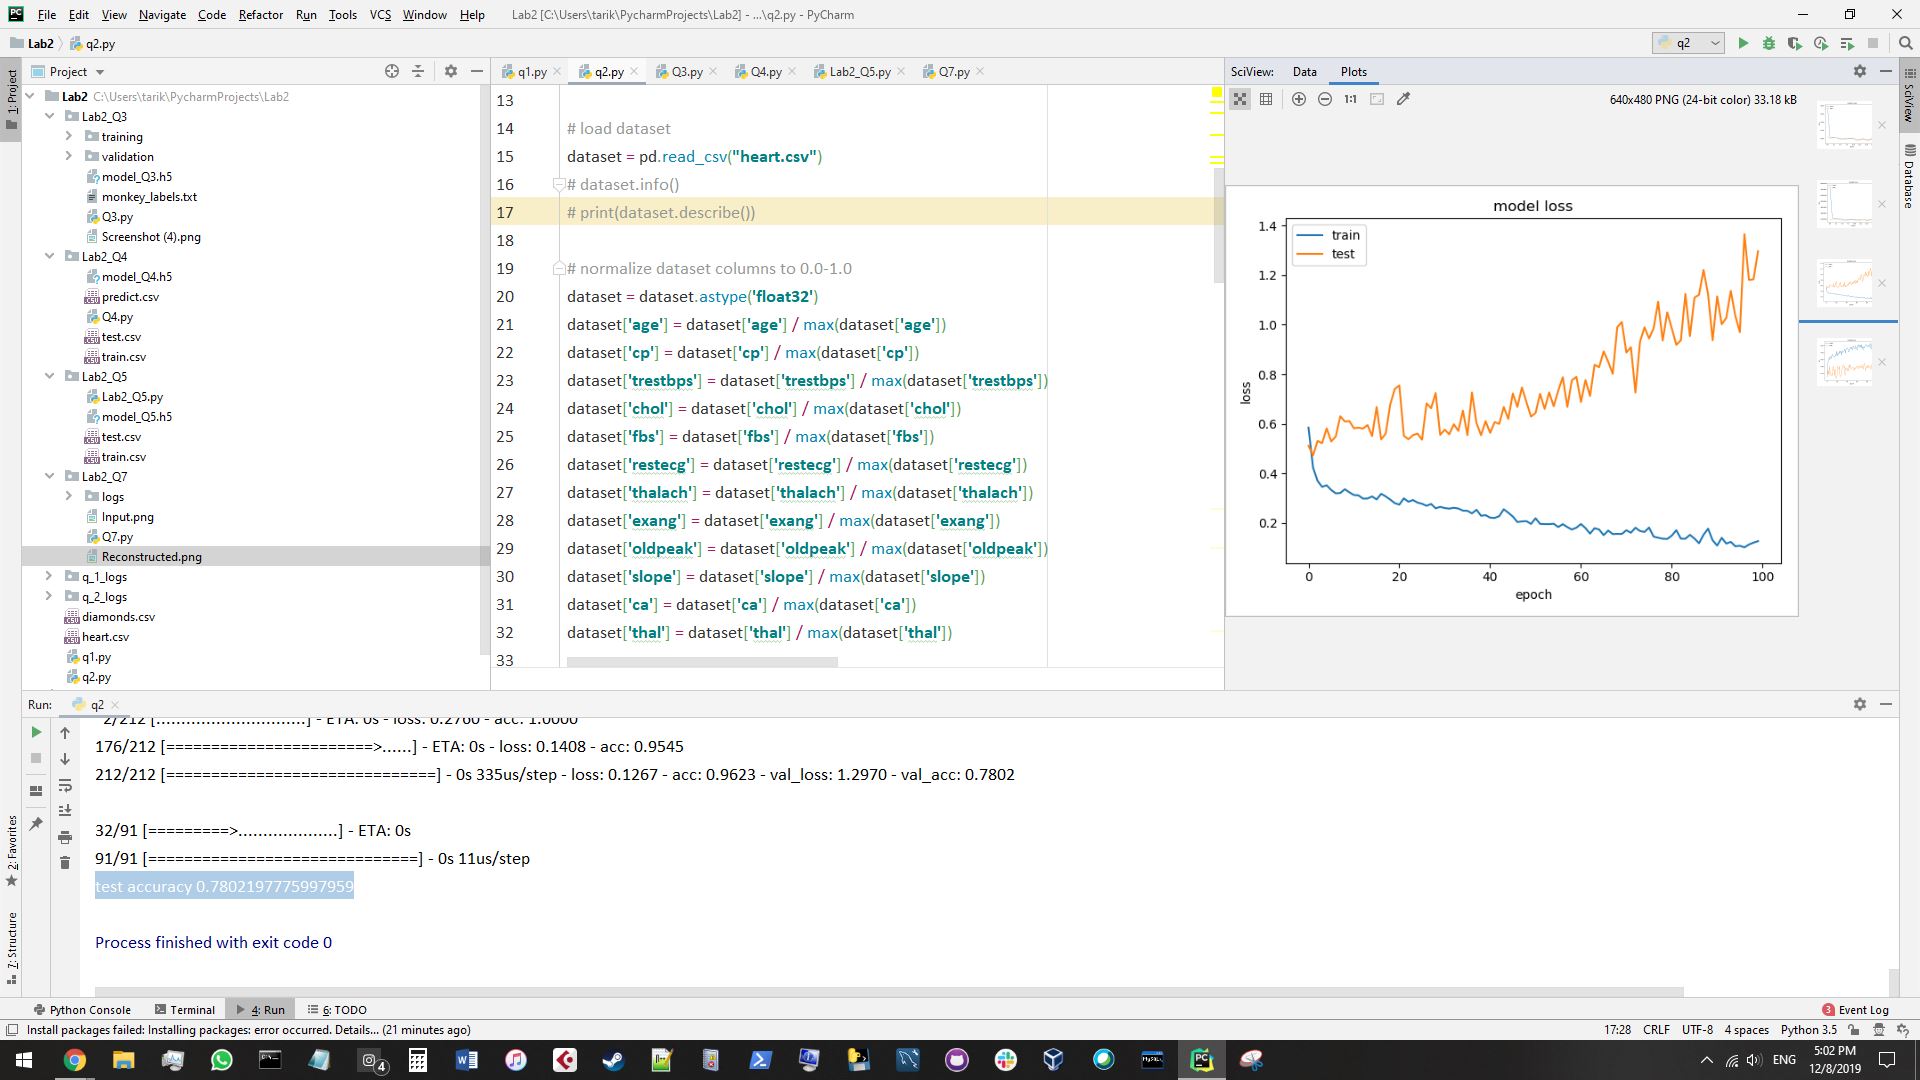 File Edit View Navigate Code Refactor Run Tools VCS Window Help Lab2 [C:\Users\tarik\PycharmProjects\Lab2] - ...\q2.py - PyCharm
Lab2 q2.py
q2
1: Project
Project
q1.py q2.py Q3.py Q4.py Lab2_Q5.py Q7.py
SciView: Data Plots
Lab2 C:\Users\tarik\PycharmProjects\Lab2
Lab2_Q3
training
validation
model_Q3.h5
monkey_labels.txt
Q3.py
Screenshot (4).png
Lab2_Q4
model_Q4.h5
predict.csv
Q4.py
test.csv
train.csv
Lab2_Q5
Lab2_Q5.py
model_Q5.h5
test.csv
train.csv
Lab2_Q7
logs
Input.png
Q7.py
Reconstructed.png
q_1_logs
q_2_logs
diamonds.csv
heart.csv
q1.py
q2.py
13
14 # load dataset
15 dataset = pd.read_csv("heart.csv")
16 # dataset.info()
17 # print(dataset.describe())
18
19 # normalize dataset columns to 0.0-1.0
20 dataset = dataset.astype('float32')
21 dataset['age'] = dataset['age'] / max(dataset['age'])
22 dataset['cp'] = dataset['cp'] / max(dataset['cp'])
23 dataset['trestbps'] = dataset['trestbps'] / max(dataset['trestbps'])
24 dataset['chol'] = dataset['chol'] / max(dataset['chol'])
25 dataset['fbs'] = dataset['fbs'] / max(dataset['fbs'])
26 dataset['restecg'] = dataset['restecg'] / max(dataset['restecg'])
27 dataset['thalach'] = dataset['thalach'] / max(dataset['thalach'])
28 dataset['exang'] = dataset['exang'] / max(dataset['exang'])
29 dataset['oldpeak'] = dataset['oldpeak'] / max(dataset['oldpeak'])
30 dataset['slope'] = dataset['slope'] / max(dataset['slope'])
31 dataset['ca'] = dataset['ca'] / max(dataset['ca'])
32 dataset['thal'] = dataset['thal'] / max(dataset['thal'])
33
1:1 640x480 PNG (24-bit color) 33.18 kB
model loss
train
test
1.4
1.2
1.0
0.8
0.6
0.4
0.2
loss
0 20 40 60 80 100
epoch
SciView
Database
Run: q2
2/212 [..............................] - ETA: 0s - loss: 0.2760 - acc: 1.0000
176/212 [=======================>......] - ETA: 0s - loss: 0.1408 - acc: 0.9545
212/212 [==============================] - 0s 335us/step - loss: 0.1267 - acc: 0.9623 - val_loss: 1.2970 - val_acc: 0.7802
32/91 [=========>....................] - ETA: 0s
91/91 [==============================] - 0s 11us/step
test accuracy 0.7802197775997959
Process finished with exit code 0
2: Favorites
7: Structure
Python Console Terminal 4: Run 6: TODO 3 Event Log
Install packages failed: Installing packages: error occurred. Details... (21 minutes ago) 17:28 CRLF UTF-8 4 spaces Python 3.5
4
ENG
5:02 PM
12/8/2019